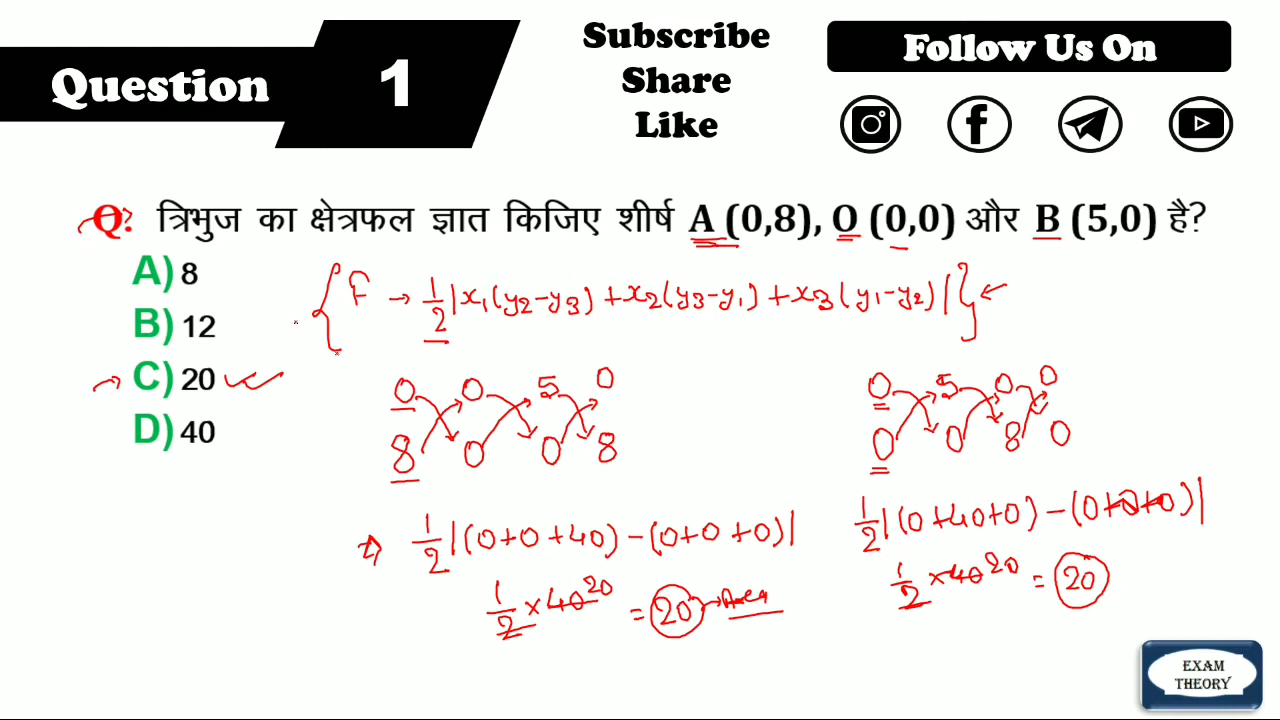 Question 1
Subscribe
Share
Like
Follow Us On
Q? त्रिभुज का क्षेत्रफल ज्ञात किजिए शीर्ष A (0,8), O (0,0) और B (5,0) है?
A) 8
B) 12
C) 20
D) 40
{ F → 1/2 |x1(y2-y3) +x2(y3-y1) +x3(y1-y2)| }
0 0 5 0
8 0 0 8
1/2 |(0+0+40) -(0+0+0)|
1/2 ×40 20 = 20 → Area
0 5 0 0
0 0 8 0
1/2 |(0+40+0) -(0+0+0)|
1/2 ×40 20 = 20
EXAM
THEORY